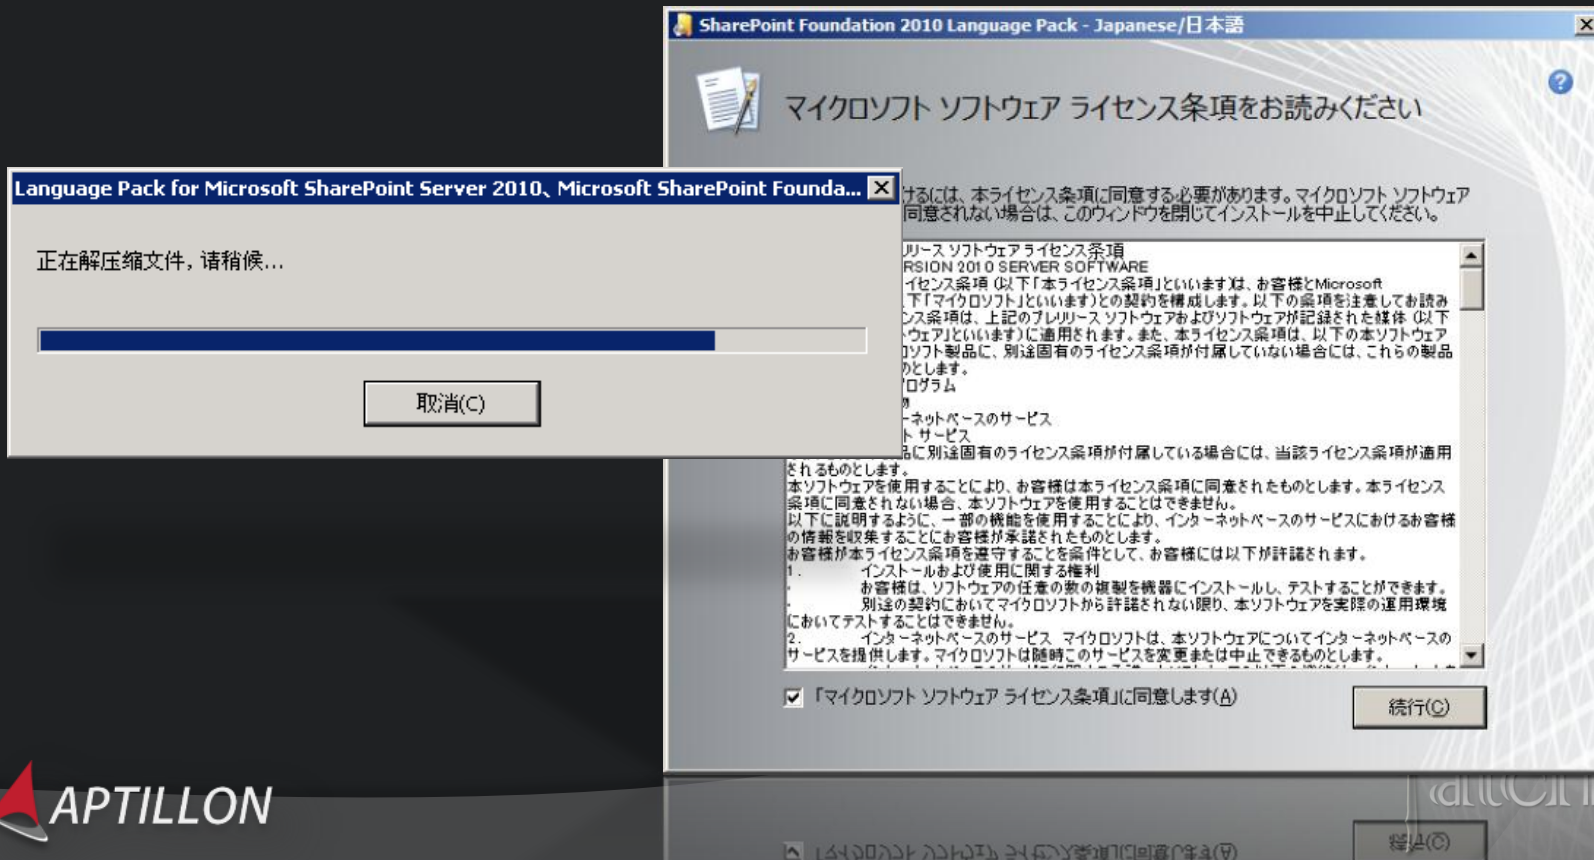 SharePoint Foundation 2010 Language Pack - Japanese/日本語
マイクロソフト ソフトウェア ライセンス条項をお読みください
Language Pack for Microsoft SharePoint Server 2010、Microsoft SharePoint Founda...
正在解压缩文件, 请稍候...
取消(C)
けるには、本ライセンス条項に同意する必要があります。マイクロソフト ソフトウェア
同意されない場合は、このウィンドウを閉じてインストールを中止してください。
リース ソフトウェア ライセンス条項
RSION 2010 SERVER SOFTWARE
イセンス条項 (以下「本ライセンス条項」といいます)は、お客様とMicrosoft
下「マイクロソフト」といいます)との契約を構成します。以下の条項を注意してお読み
ンス条項は、上記のプレリリース ソフトウェアおよびソフトウェアが記録された媒体 (以下
ウェア」といいます)に適用されます。また、本ライセンス条項は、以下の本ソフトウェア
ソフト製品に、別途固有のライセンス条項が付属していない場合には、これらの製品
とします。
ログラム
ーネットベースのサービス
ト サービス
品に別途固有のライセンス条項が付属している場合には、当該ライセンス条項が適用
されるものとします。
本ソフトウェアを使用することにより、お客様は本ライセンス条項に同意されたものとします。本ライセンス
条項に同意されない場合、本ソフトウェアを使用することはできません。
以下に説明するように、一部の機能を使用することにより、インターネットベースのサービスにおけるお客様
の情報を収集することにお客様が承諾されたものとします。
お客様が本ライセンス条項を遵守することを条件として、お客様には以下が許諾されます。
1. インストールおよび使用に関する権利
· お客様は、ソフトウェアの任意の数の複製を機器にインストールし、テストすることができます。
· 別途の契約においてマイクロソフトから許諾されない限り、本ソフトウェアを実際の運用環境
においてテストすることはできません。
2. インターネットベースのサービス マイクロソフトは、本ソフトウェアについてインターネットベースの
サービスを提供します。マイクロソフトは随時このサービスを変更または中止できるものとします。
「マイクロソフト ソフトウェア ライセンス条項」に同意します(A)
続行(C)
APTILLON